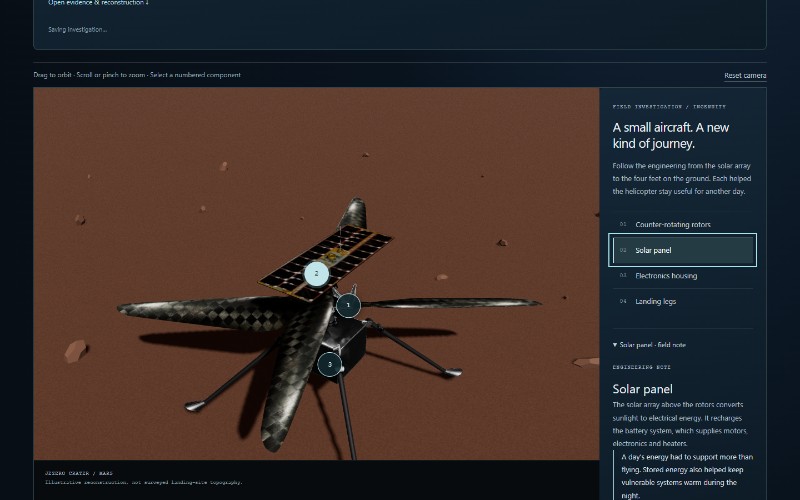 Open evidence & reconstruction ↓
Saving investigation...
Drag to orbit · Scroll or pinch to zoom · Select a numbered component
Reset camera
FIELD INVESTIGATION / INGENUITY
A small aircraft. A new
kind of journey.
Follow the engineering from the solar array
to the four feet on the ground. Each helped
the helicopter stay useful for another day.
01 Counter-rotating rotors
02 Solar panel
03 Electronics housing
04 Landing legs
2
1
3
▼ Solar panel · field note
ENGINEERING NOTE
Solar panel
The solar array above the rotors converts
sunlight to electrical energy. It recharges
the battery system, which supplies motors,
electronics and heaters.
A day's energy had to support more than
flying. Stored energy also helped keep
vulnerable systems warm during the
night.
JEZERO CRATER / MARS
Illustrative reconstruction, not surveyed landing-site topography.